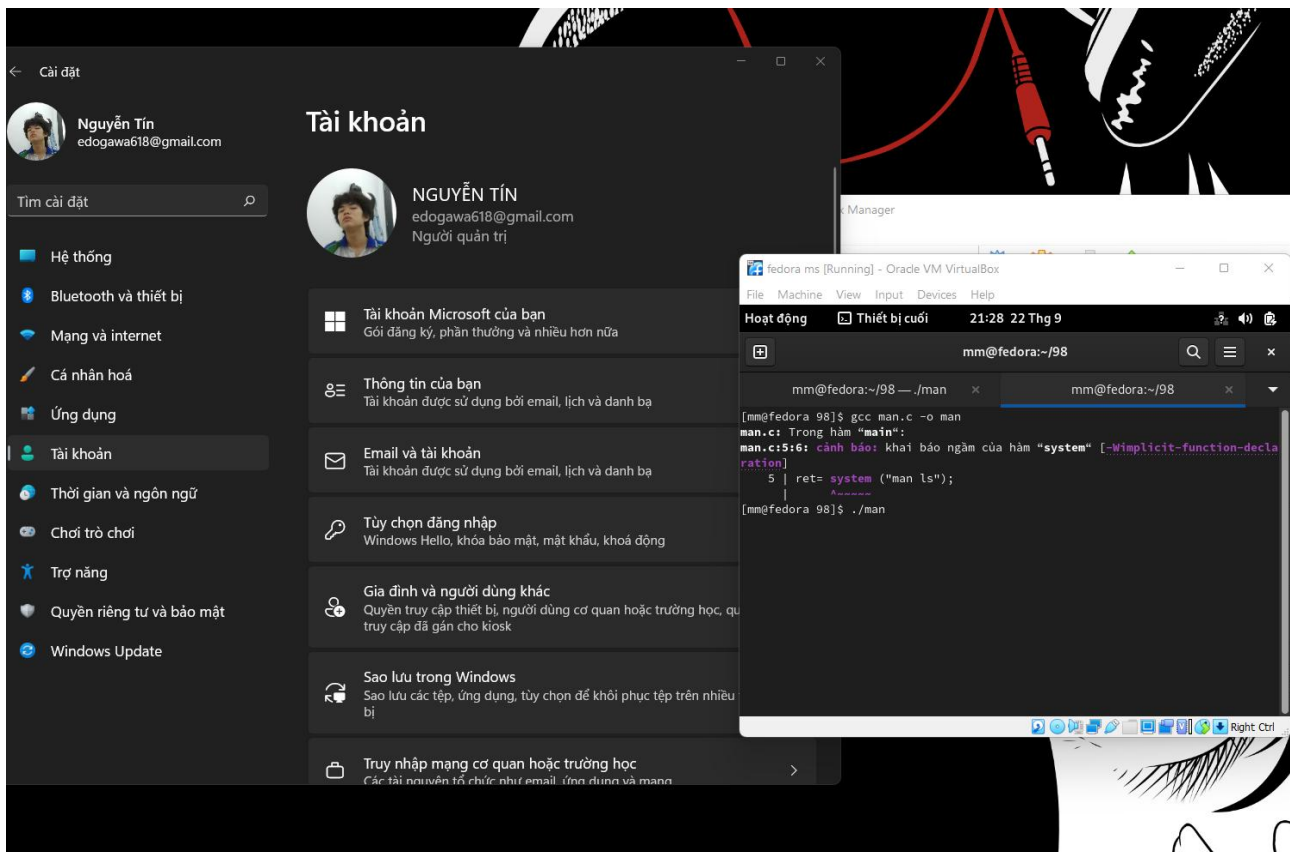 Cài đặt
Nguyễn Tín
edogawa618@gmail.com
Tìm cài đặt
Hệ thống
Bluetooth và thiết bị
Mạng và internet
Cá nhân hoá
Ứng dụng
Tài khoản
Thời gian và ngôn ngữ
Chơi trò chơi
Trợ năng
Quyền riêng tư và bảo mật
Windows Update
Tài khoản
NGUYỄN TÍN
edogawa618@gmail.com
Người quản trị
Tài khoản Microsoft của bạn
Gói đăng ký, phần thưởng và nhiều hơn nữa
Thông tin của bạn
Tài khoản được sử dụng bởi email, lịch và danh bạ
Email và tài khoản
Tài khoản được sử dụng bởi email, lịch và danh bạ
Tùy chọn đăng nhập
Windows Hello, khóa bảo mật, mật khẩu, khoá động
Gia đình và người dùng khác
Quyền truy cập thiết bị, người dùng cơ quan hoặc trường học,
truy cập đã gán cho kiosk
Sao lưu trong Windows
Sao lưu các tệp, ứng dụng, tùy chọn để khôi phục tệp trên nhiều
bị
Truy nhập mạng cơ quan hoặc trường học
Các tài nguyên tổ chức như email, ứng dụng và mạng
Manager
fedora ms [Running] - Oracle VM VirtualBox
File Machine View Input Devices Help
Hoạt động Thiết bị cuối 21:28 22 Thg 9
mm@fedora:~/98
mm@fedora:~/98 — ./man mm@fedora:~/98
[mm@fedora 98]$ gcc man.c -o man
man.c: Trong hàm “main“:
man.c:5:6: cảnh báo: khai báo ngầm của hàm “system“ [-Wimplicit-function-decla
ration]
5 | ret= system ("man ls");
| ^~~~~~
[mm@fedora 98]$ ./man
Right Ctrl